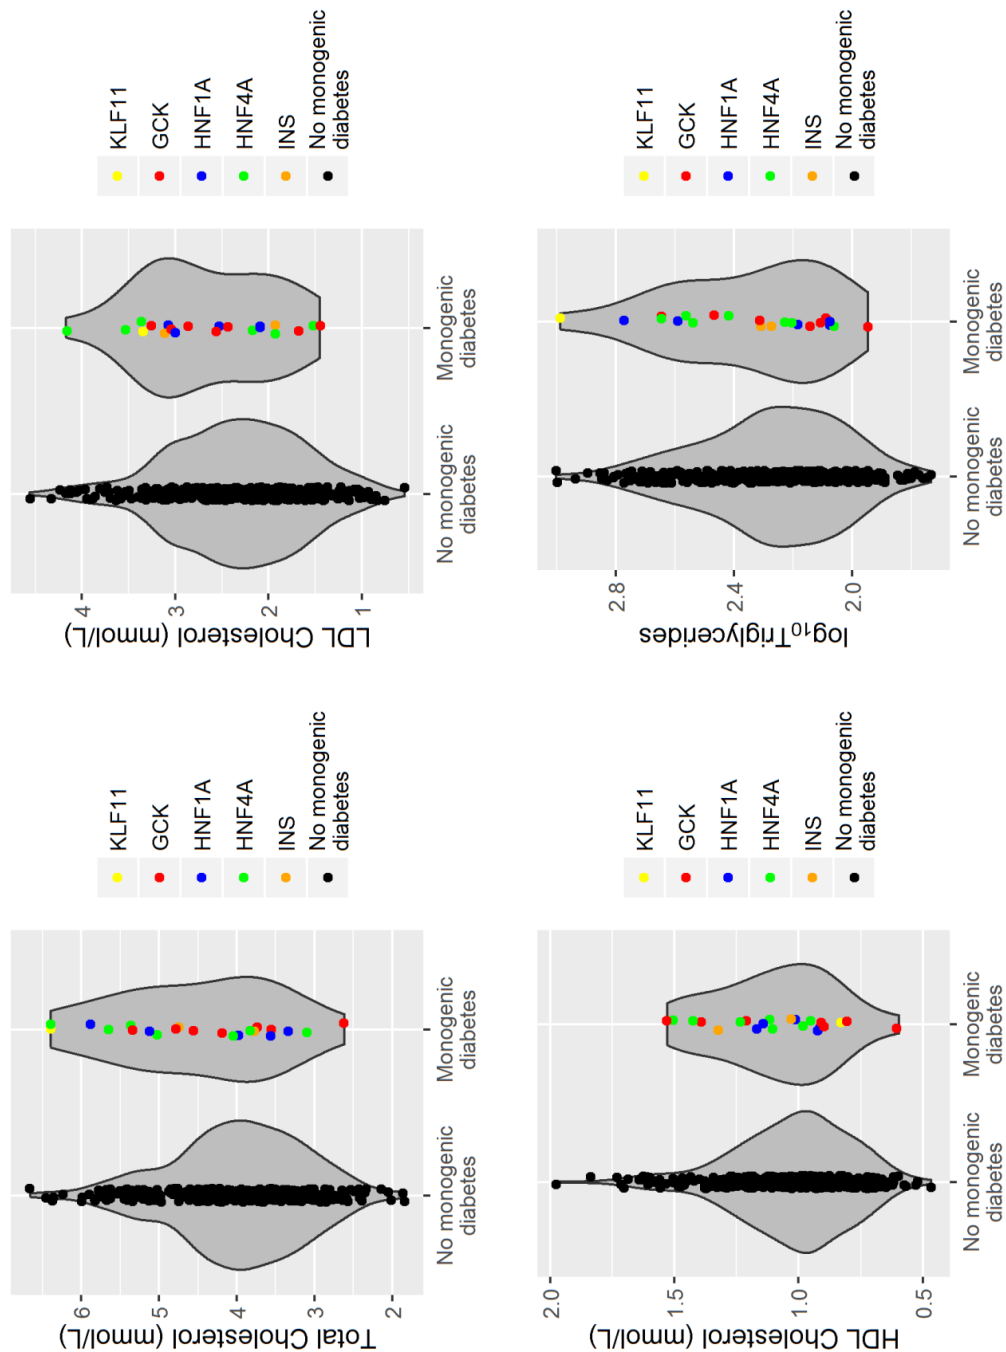 Total Cholesterol (mmol/L)
6
5
4
3
2
No monogenic
diabetes
Monogenic
diabetes
KLF11
GCK
HNF1A
HNF4A
INS
No monogenic
diabetes
LDL Cholesterol (mmol/L)
4
3
2
1
No monogenic
diabetes
Monogenic
diabetes
KLF11
GCK
HNF1A
HNF4A
INS
No monogenic
diabetes
HDL Cholesterol (mmol/L)
2.0
1.5
1.0
0.5
No monogenic
diabetes
Monogenic
diabetes
KLF11
GCK
HNF1A
HNF4A
INS
No monogenic
diabetes
log₁₀Triglycerides
2.8
2.4
2.0
No monogenic
diabetes
Monogenic
diabetes
KLF11
GCK
HNF1A
HNF4A
INS
No monogenic
diabetes